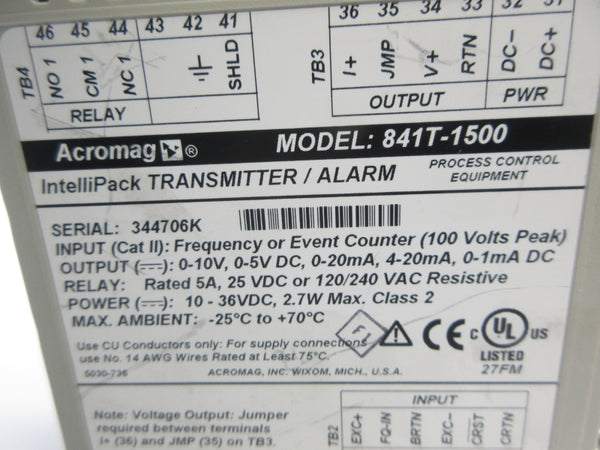 46 45 44 43 42 41
TB4
NO 1 CM 1 NC 1 SHLD
RELAY
36 35 34 33 32 31
TB3
I+ JMP V+ RTN DC- DC+
OUTPUT PWR
Acromag ® MODEL: 841T-1500
IntelliPack TRANSMITTER / ALARM
PROCESS CONTROL
EQUIPMENT
SERIAL: 344706K
INPUT (Cat II): Frequency or Event Counter (100 Volts Peak)
OUTPUT (⎓): 0-10V, 0-5V DC, 0-20mA, 4-20mA, 0-1mA DC
RELAY: Rated 5A, 25 VDC or 120/240 VAC Resistive
POWER (⎓): 10 - 36VDC, 2.7W Max. Class 2
MAX. AMBIENT: -25°C to +70°C
Use CU Conductors only: For supply connections
use No. 14 AWG Wires Rated at Least 75°C.
F1 CE C UL US
LISTED
27FM
5030-736 ACROMAG, INC. WIXOM, MICH., U.S.A.
Note: Voltage Output: Jumper
required between terminals
I+ (36) and JMP (35) on TB3.
INPUT
TB2
EXC+ FQ-IN BRTN EXC- CRST CRTN